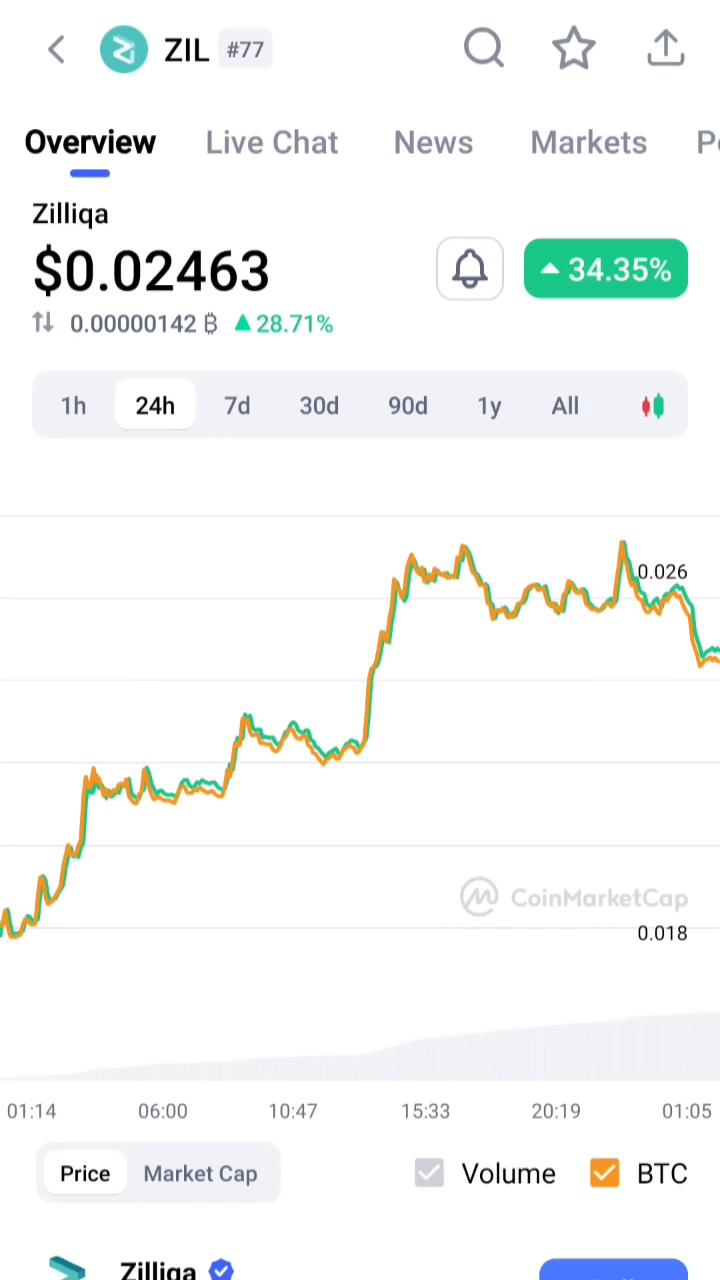 ZIL #77
Overview Live Chat News Markets
Zilliqa
$0.02463
34.35%
0.00000142 ₿ 28.71%
1h 24h 7d 30d 90d 1y All
0.026
CoinMarketCap
0.018
01:14 06:00 10:47 15:33 20:19 01:05
Price Market Cap Volume BTC
Zilliqa